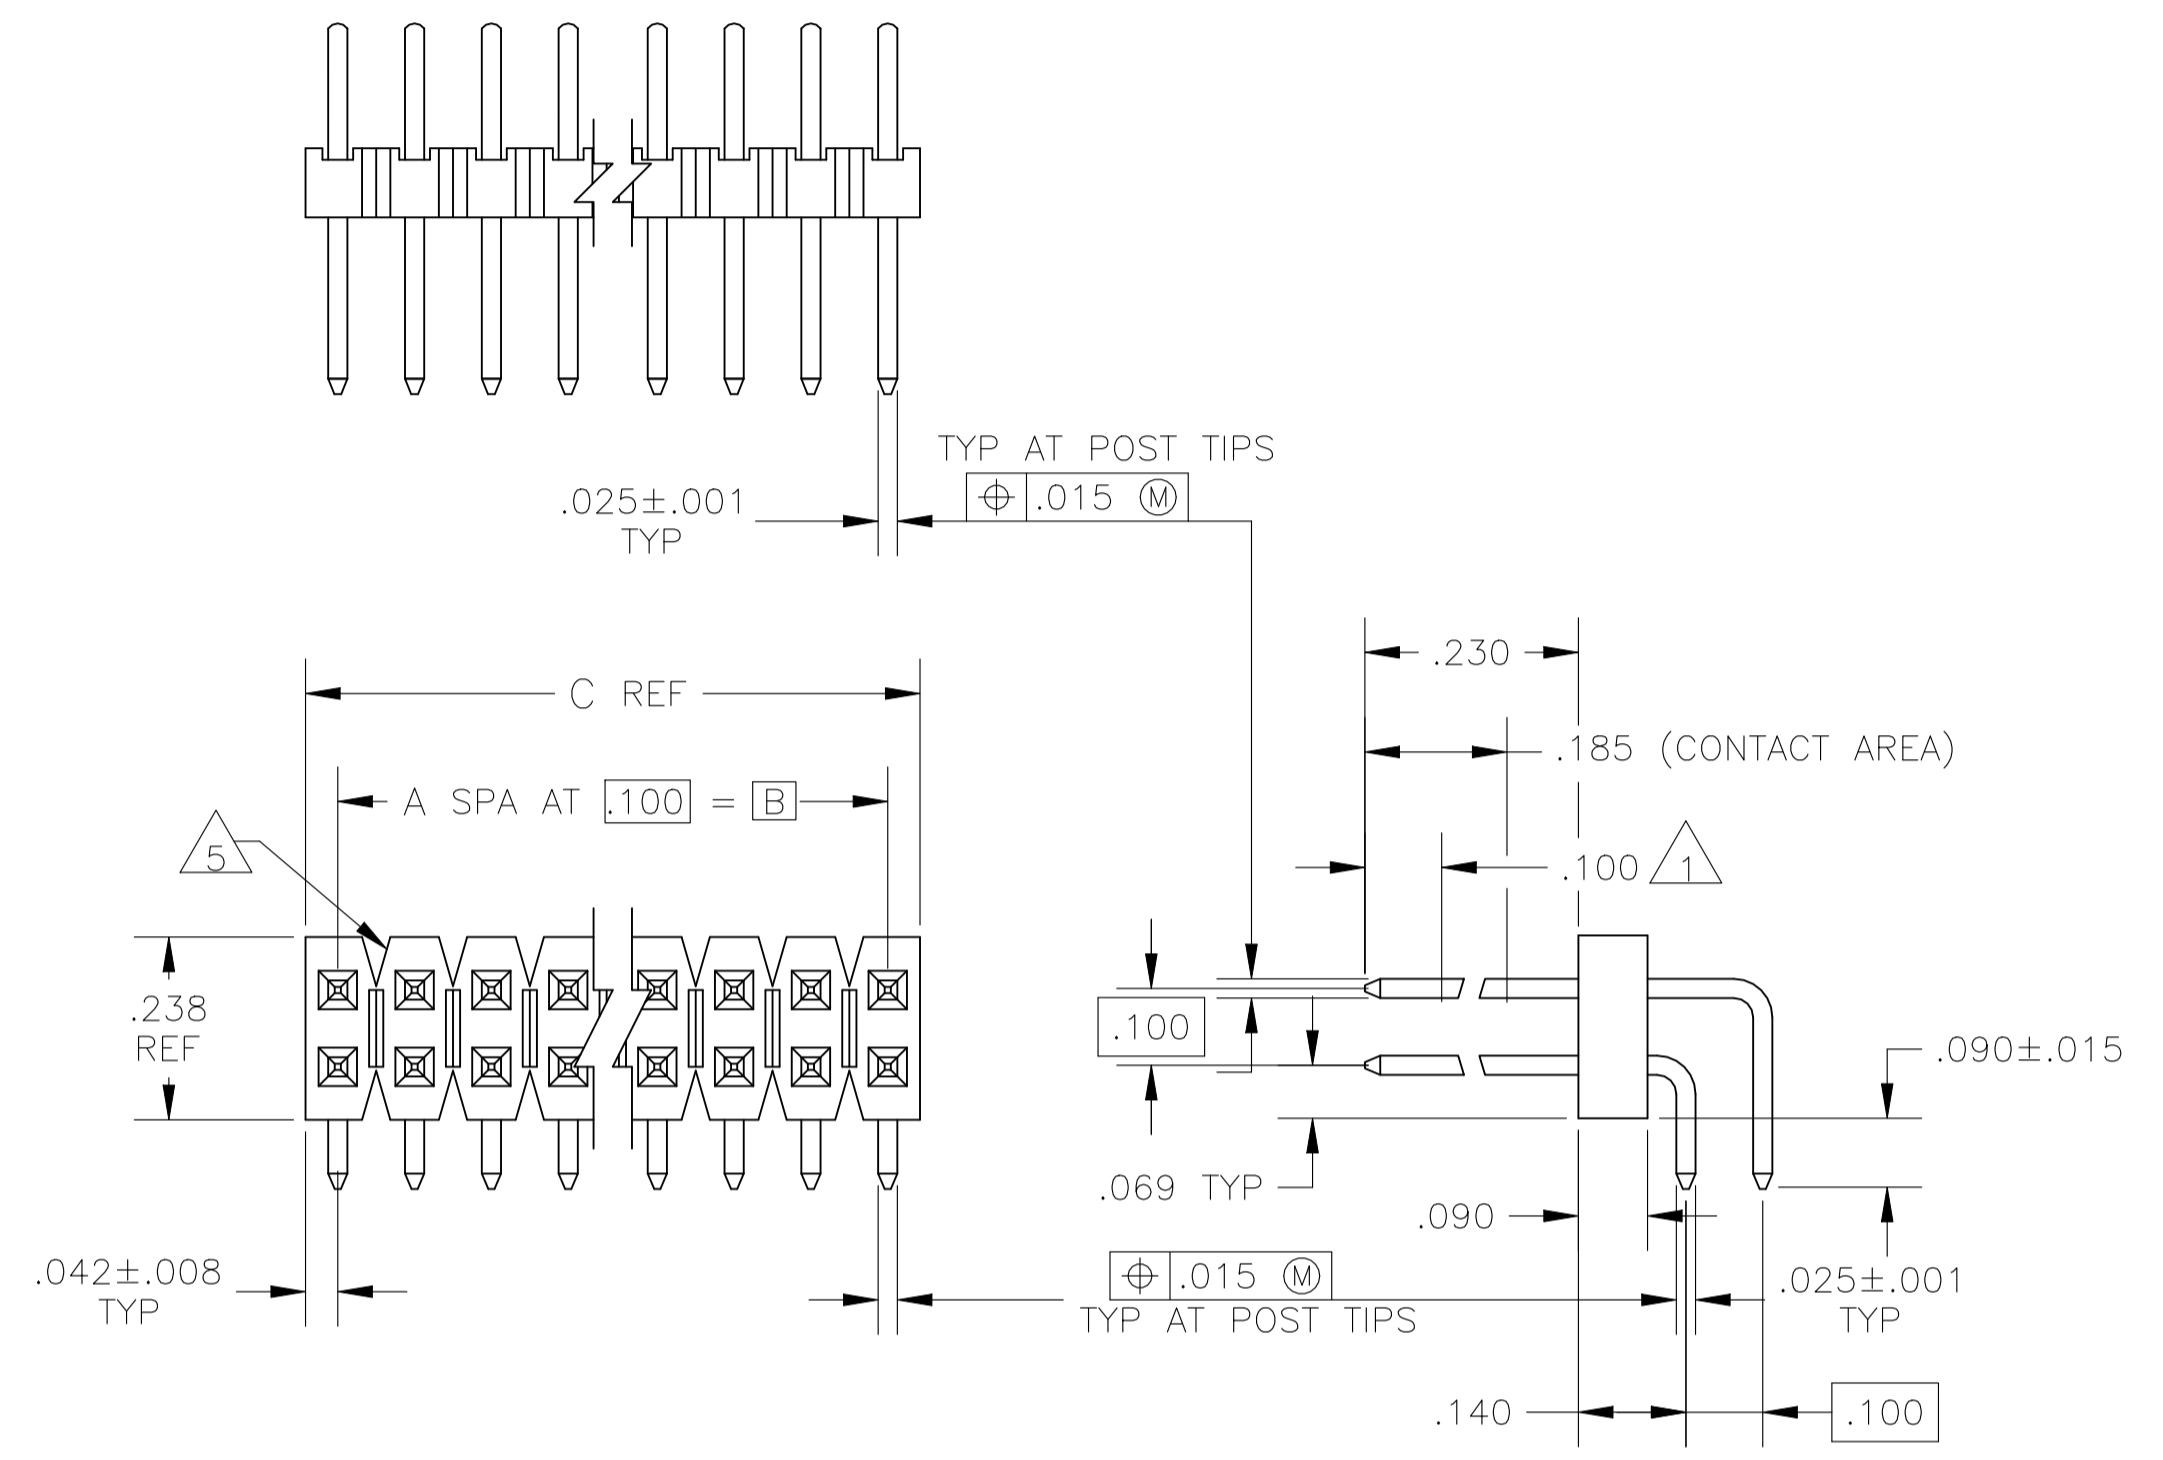 TYP AT POST TIPS
⌖ .015 Ⓜ
.025±.001
TYP
.230
C REF
.185 (CONTACT AREA)
A SPA AT .100 = B
5
.100
1
.238
REF
.100
.090±.015
.069 TYP
.090
.042±.008
TYP
⌖ .015 Ⓜ
TYP AT POST TIPS
.025±.001
TYP
.140
.100